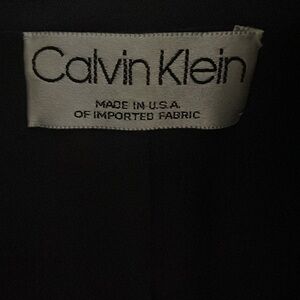 Calvin Klein
MADE IN U.S.A.
OF IMPORTED FABRIC